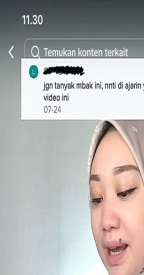 11.30
Temukan konten terkait
jgn tanyak mbak ini, nnti di ajarin
video ini
07-24